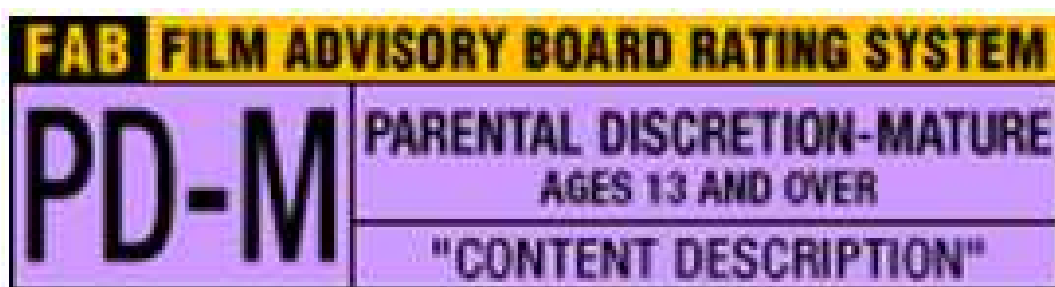 FAB FILM ADVISORY BOARD RATING SYSTEM
PD-M
PARENTAL DISCRETION-MATURE
AGES 13 AND OVER
"CONTENT DESCRIPTION"